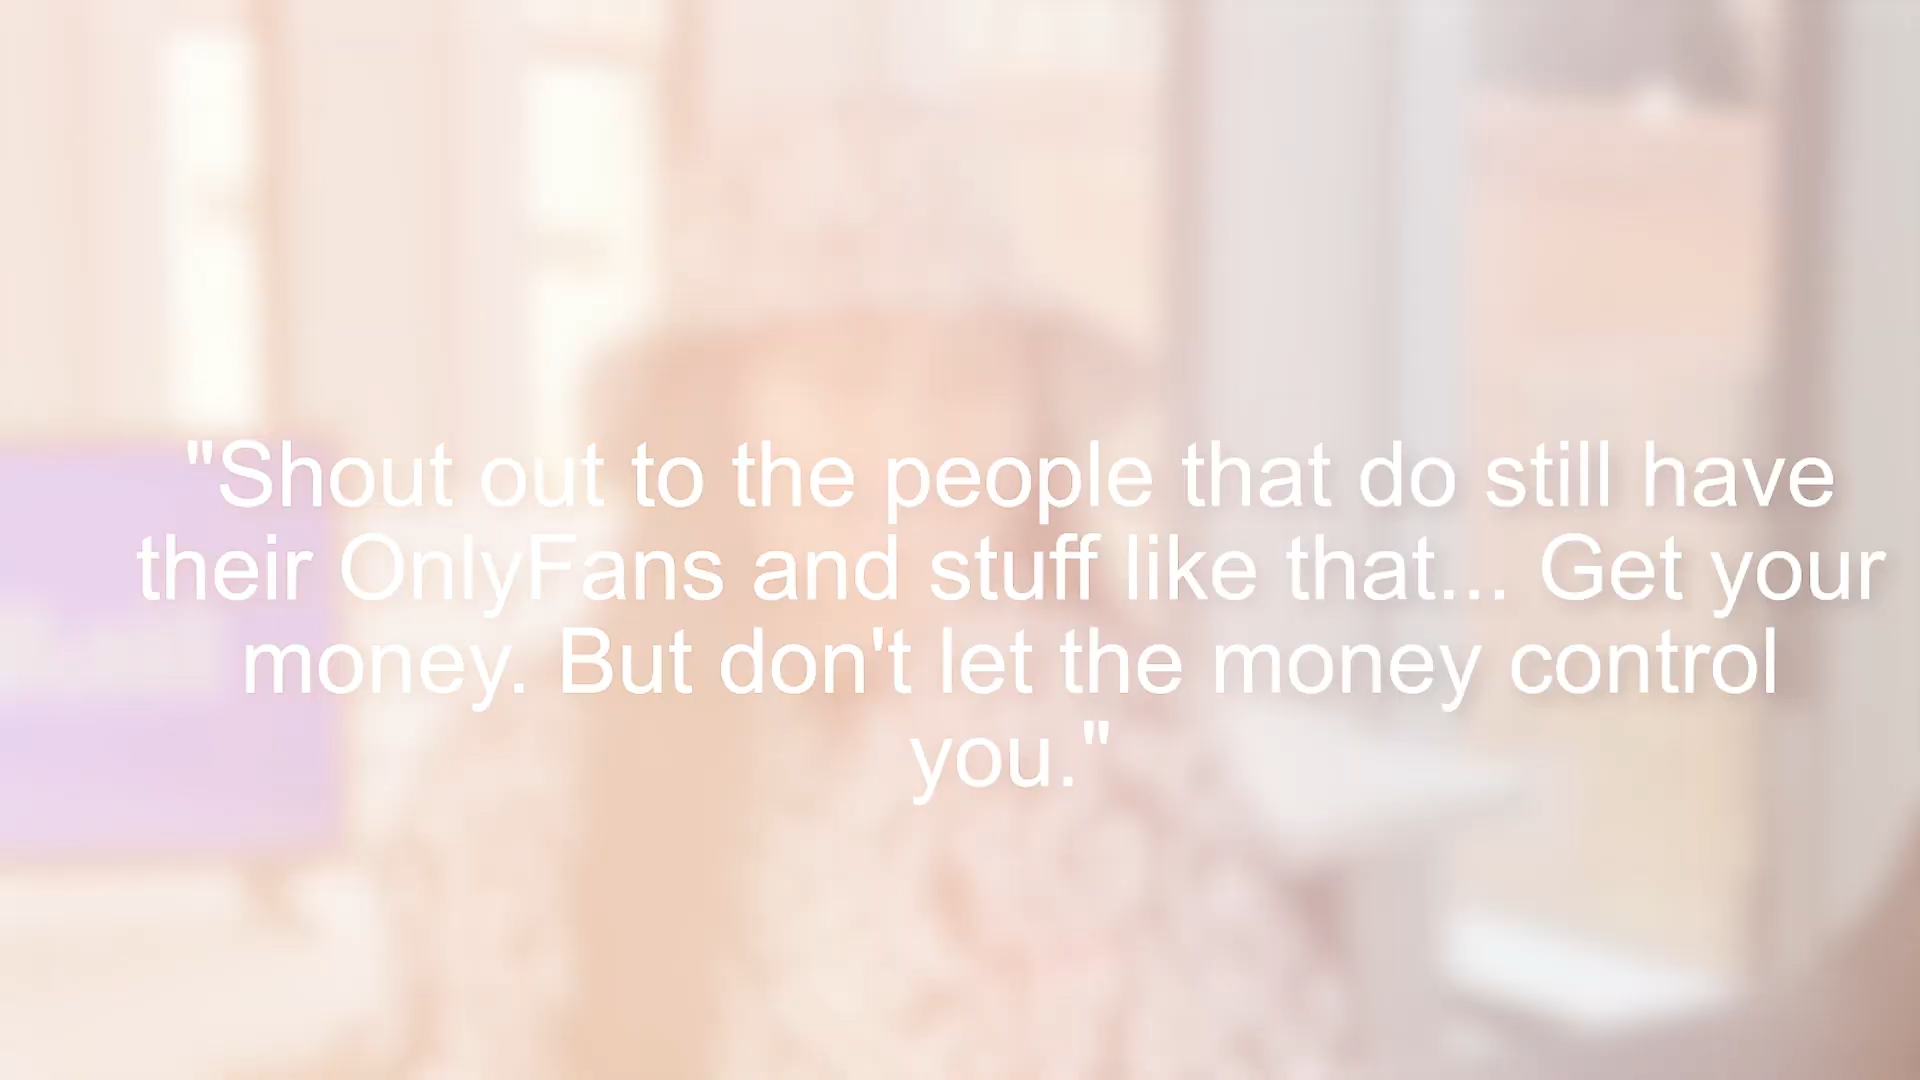 "Shout out to the people that do still have
their OnlyFans and stuff like that... Get your
money. But don't let the money control
you."